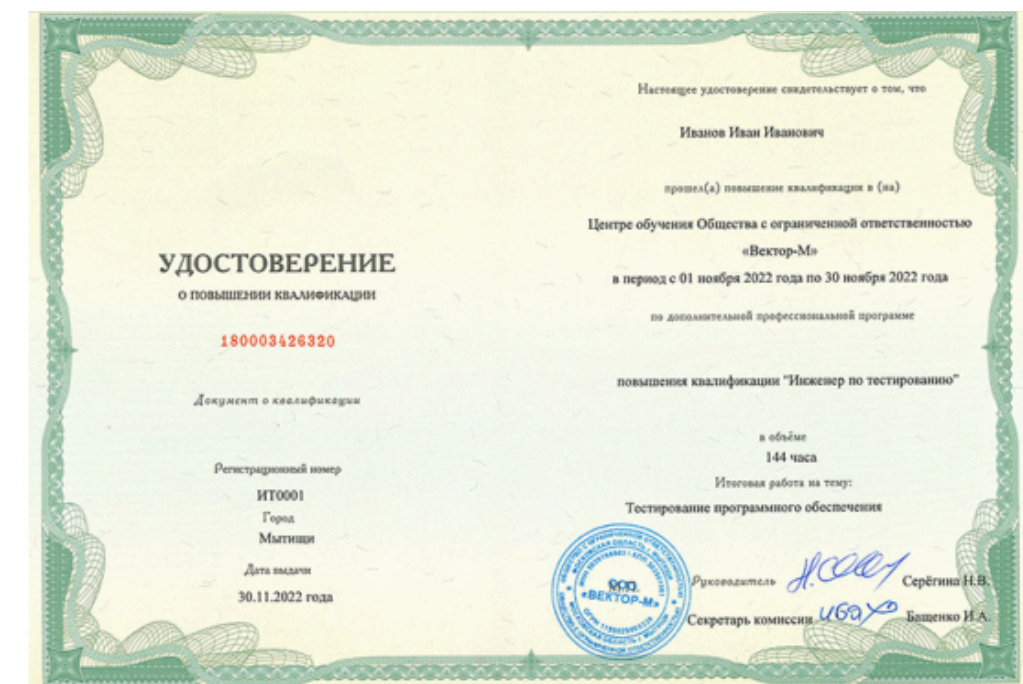 УДОСТОВЕРЕНИЕ
О ПОВЫШЕНИИ КВАЛИФИКАЦИИ
180003426320
Документ о квалификации
Регистрационный номер
ИТ0001
Город
Мытищи
Дата выдачи
30.11.2022 года
Настоящее удостоверение свидетельствует о том, что
Иванов Иван Иванович
прошел(а) повышение квалификации в (на)
Центре обучения Общества с ограниченной ответственностью
«Вектор-М»
в период с 01 ноября 2022 года по 30 ноября 2022 года
по дополнительной профессиональной программе
повышения квалификации "Инженер по тестированию"
в объёме
144 часа
Итоговая работа на тему:
Тестирование программного обеспечения
М.П.
ООО
«ВЕКТОР-М»
Руководитель
Серёгина Н.В.
Секретарь комиссии
Бащенко И.А.